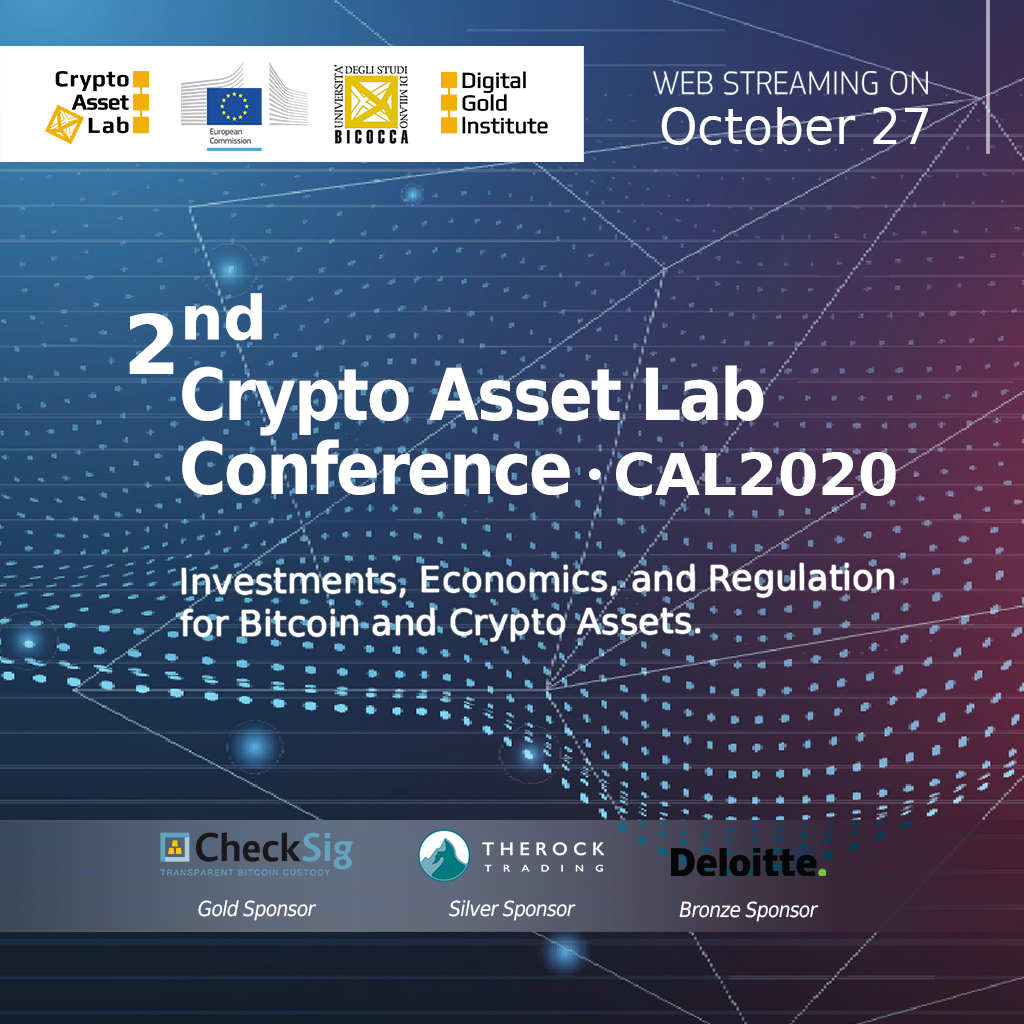 Crypto
Asset
Lab
European
Commission
UNIVERSITA'
DEGLI STUDI
DI MILANO
BICOCCA
Digital
Gold
Institute
WEB STREAMING ON
October 27
2nd
Crypto Asset Lab
Conference · CAL2020
Investments, Economics, and Regulation
for Bitcoin and Crypto Assets.
CheckSig
TRANSPARENT BITCOIN CUSTODY
Gold Sponsor
THEROCK
TRADING
Silver Sponsor
Deloitte.
Bronze Sponsor